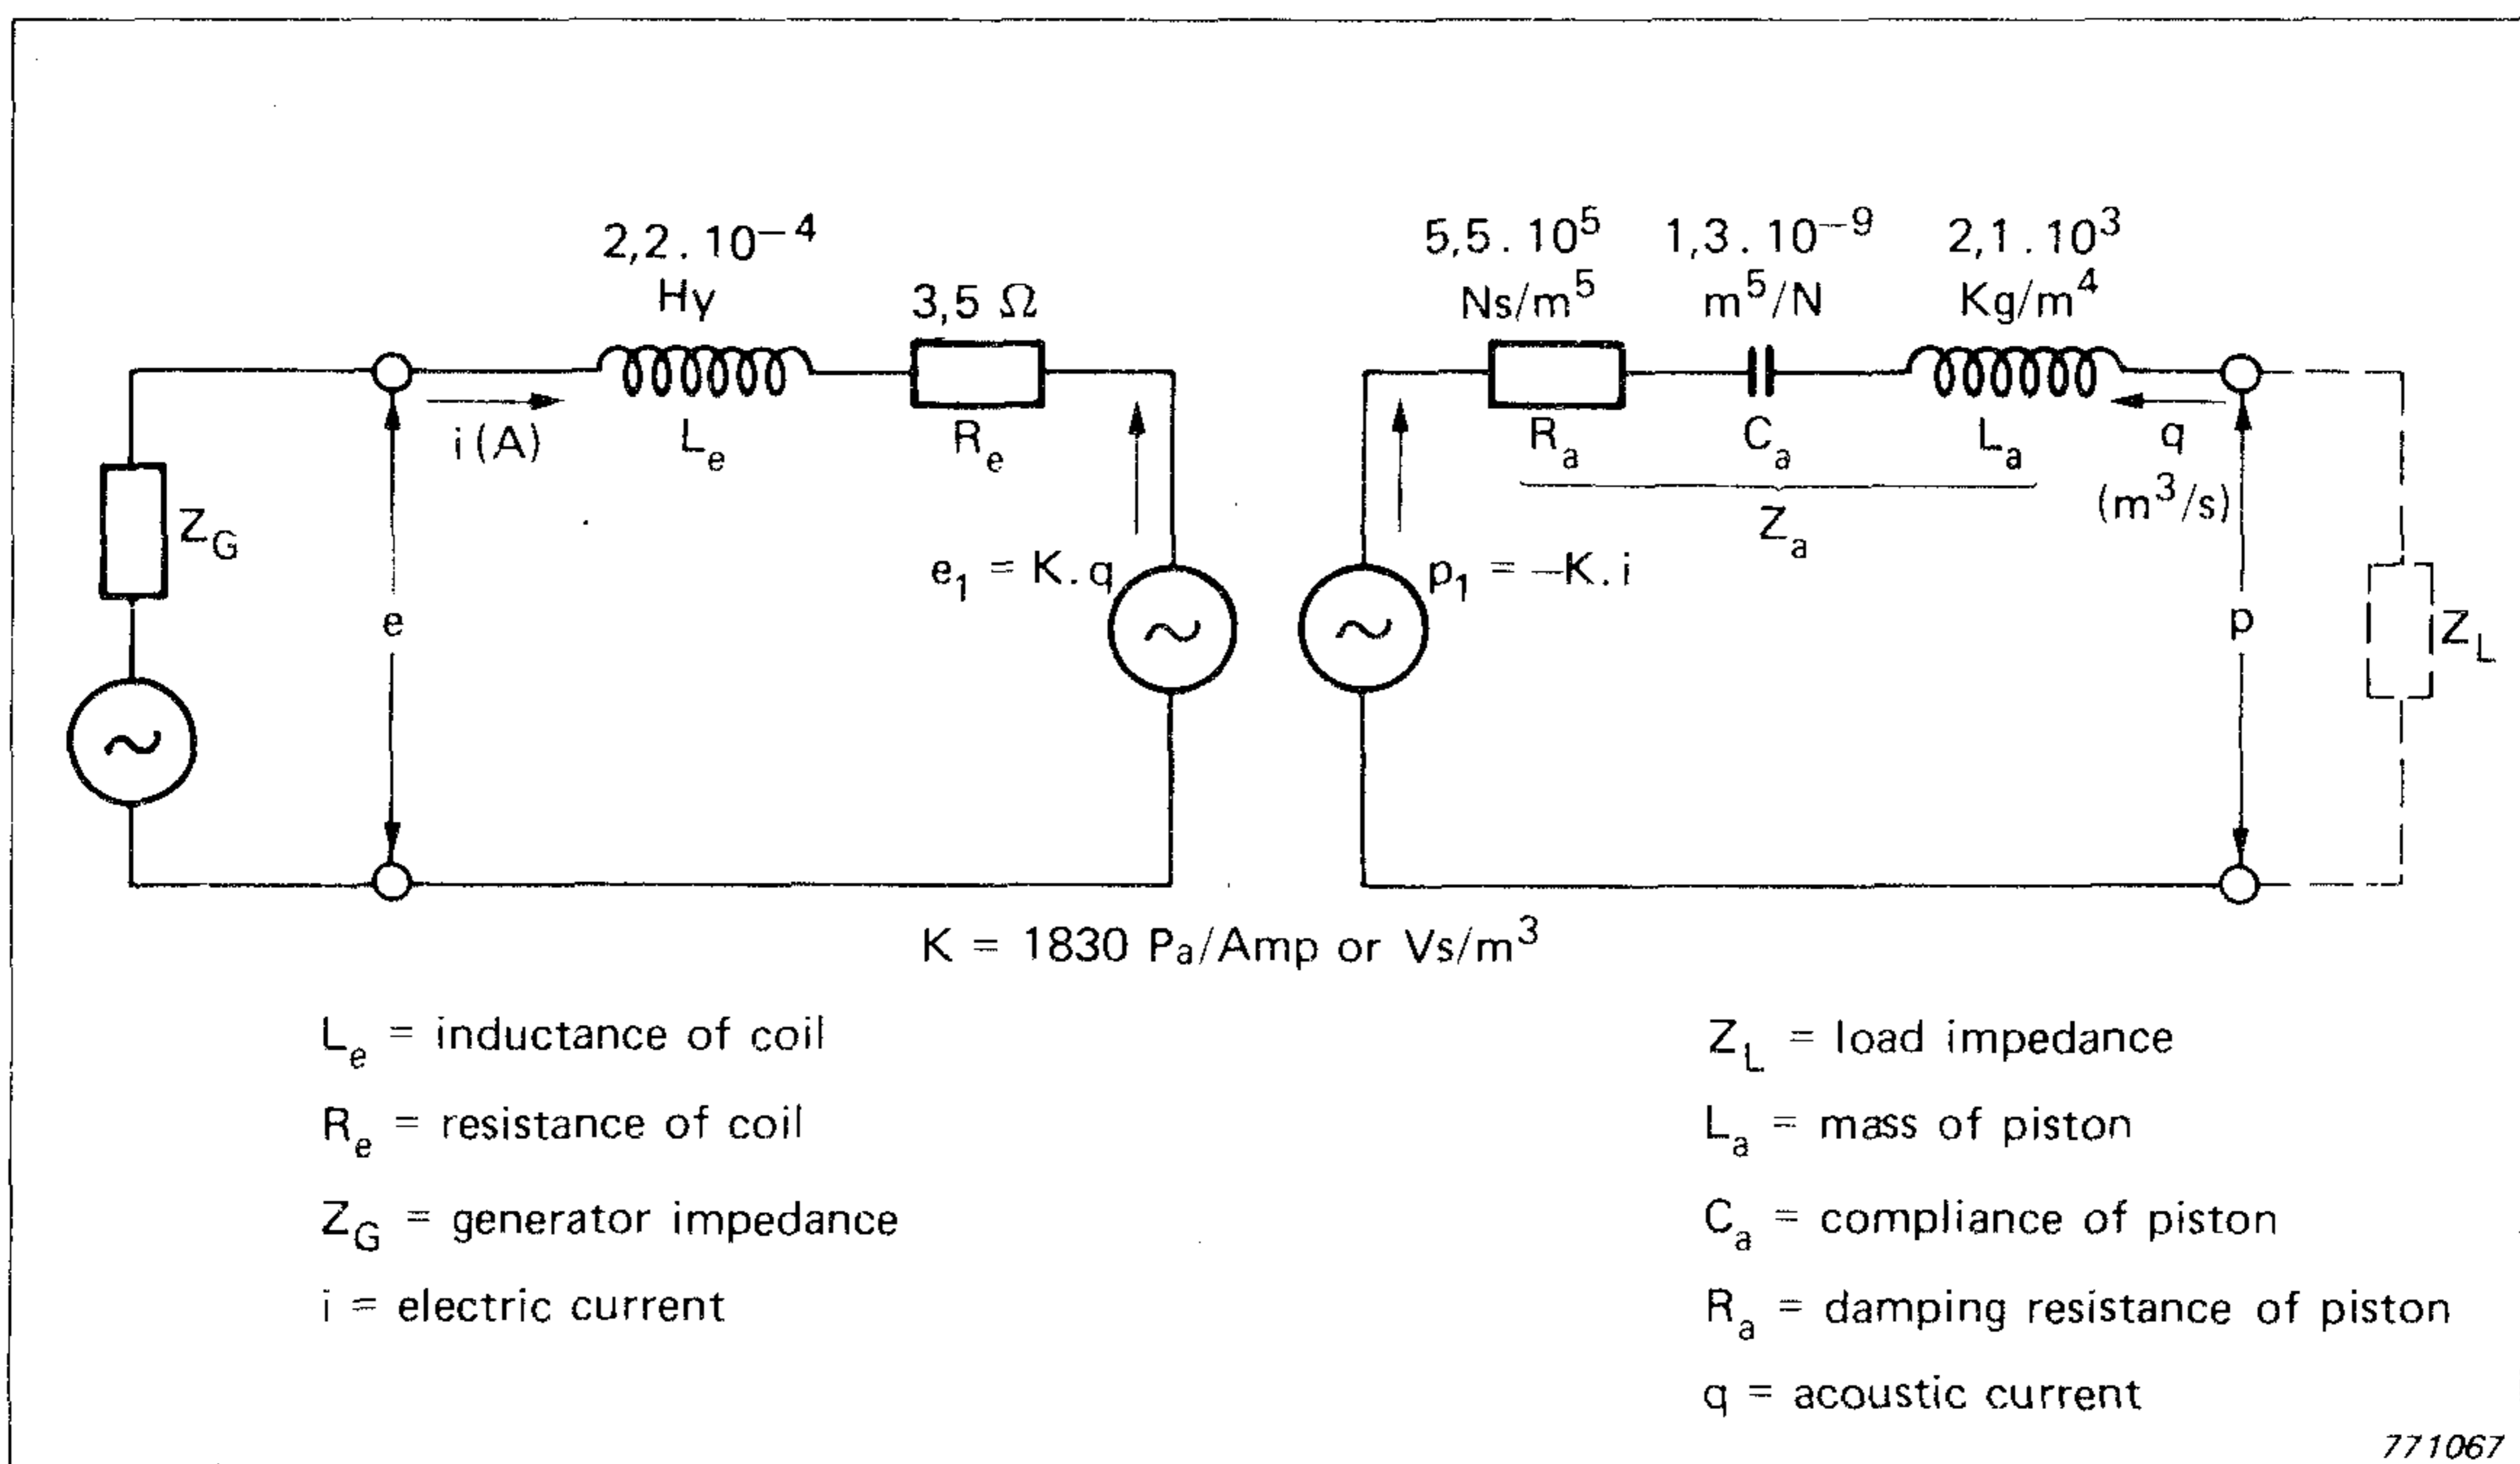 2,2 . 10⁻⁴
Hy
3,5 Ω
5,5 . 10⁵
Ns/m⁵
1,3 . 10⁻⁹
m⁵/N
2,1 . 10³
Kg/m⁴
i (A)
Lₑ
Rₑ
Rₐ
Cₐ
Lₐ
q
(m³/s)
Zₐ
Z_G
e
e₁ = K. q
p₁ = —K. i
p
Z_L
K = 1830 Pa/Amp or Vs/m³
Lₑ = inductance of coil
Rₑ = resistance of coil
Z_G = generator impedance
i = electric current
Z_L = load impedance
Lₐ = mass of piston
Cₐ = compliance of piston
Rₐ = damping resistance of piston
q = acoustic current
771067